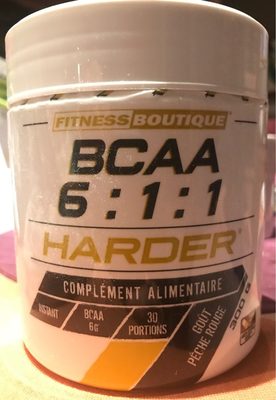 FITNESS BOUTIQUE®
BCAA
6:1:1
HARDER®
COMPLÉMENT ALIMENTAIRE
INSTANT
BCAA
6g
30
PORTIONS
GOÛT
PÊCHE ROUGE
300 G